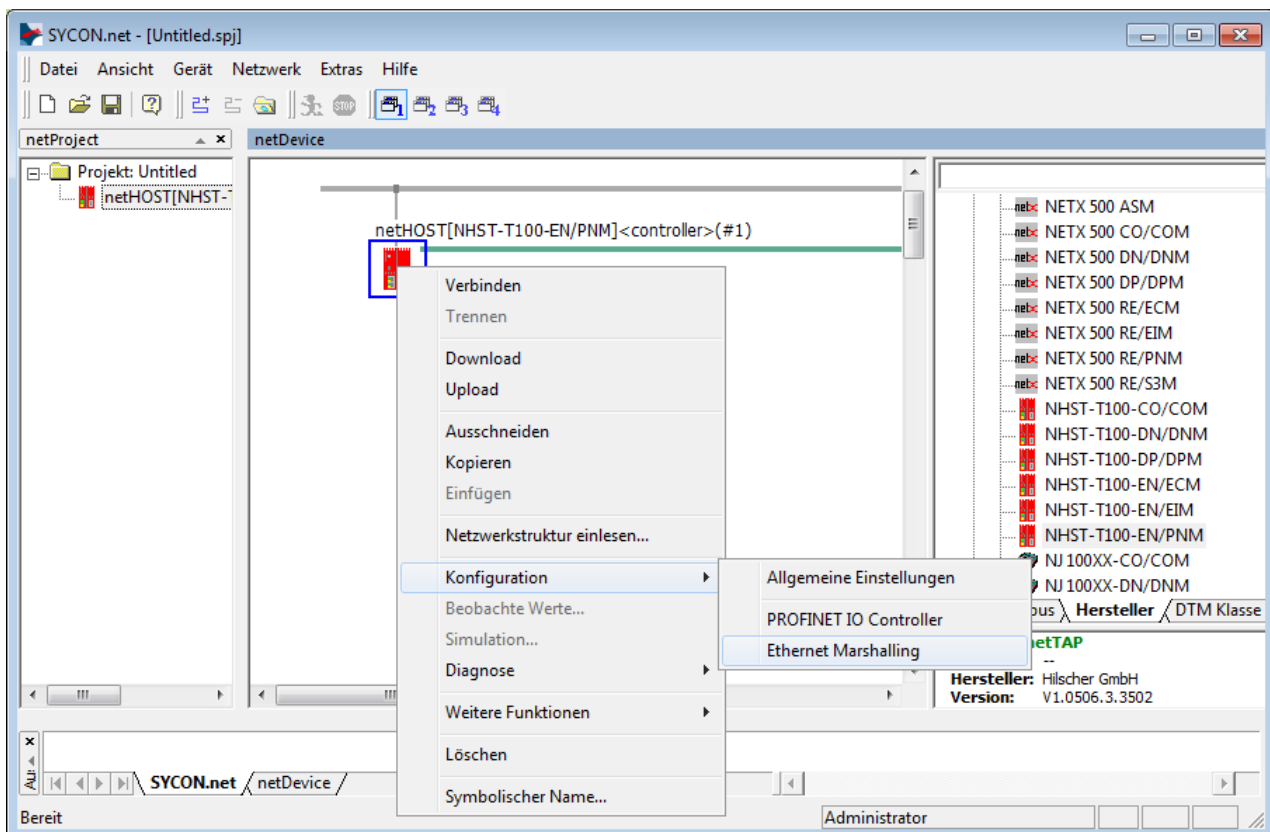 SYCON.net - [Untitled.spj]
Datei Ansicht Gerät Netzwerk Extras Hilfe
netProject
netDevice
Projekt: Untitled
netHOST[NHST-T
netHOST[NHST-T100-EN/PNM]<controller>(#1)
Verbinden
Trennen
Download
Upload
Ausschneiden
Kopieren
Einfügen
Netzwerkstruktur einlesen...
Konfiguration
Beobachte Werte...
Simulation...
Diagnose
Weitere Funktionen
Löschen
Symbolischer Name...
Allgemeine Einstellungen
PROFINET IO Controller
Ethernet Marshalling
NETX 500 ASM
NETX 500 CO/COM
NETX 500 DN/DNM
NETX 500 DP/DPM
NETX 500 RE/ECM
NETX 500 RE/EIM
NETX 500 RE/PNM
NETX 500 RE/S3M
NHST-T100-CO/COM
NHST-T100-DN/DNM
NHST-T100-DP/DPM
NHST-T100-EN/ECM
NHST-T100-EN/EIM
NHST-T100-EN/PNM
NJ 100XX-CO/COM
NJ 100XX-DN/DNM
bus Hersteller DTM Klasse
etTAP
--
Hersteller: Hilscher GmbH
Version: V1.0506.3.3502
SYCON.net netDevice
Bereit
Administrator